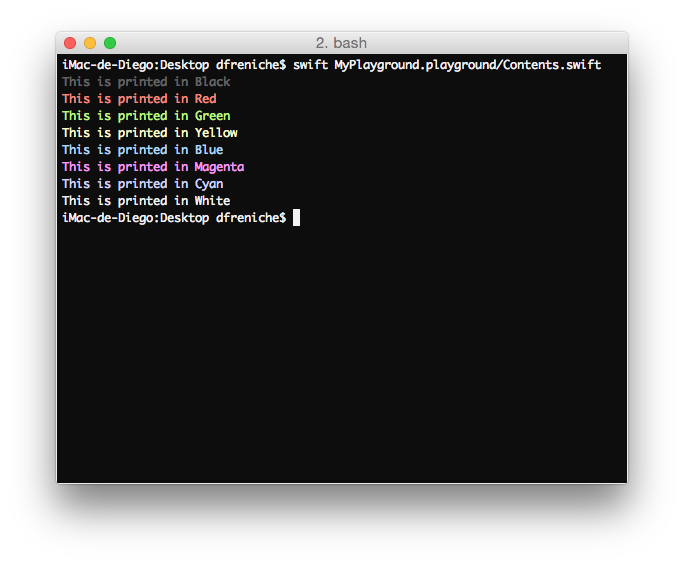 2. bash
iMac-de-Diego:Desktop dfreniche$ swift MyPlayground.playground/Contents.swift
This is printed in Black
This is printed in Red
This is printed in Green
This is printed in Yellow
This is printed in Blue
This is printed in Magenta
This is printed in Cyan
This is printed in White
iMac-de-Diego:Desktop dfreniche$